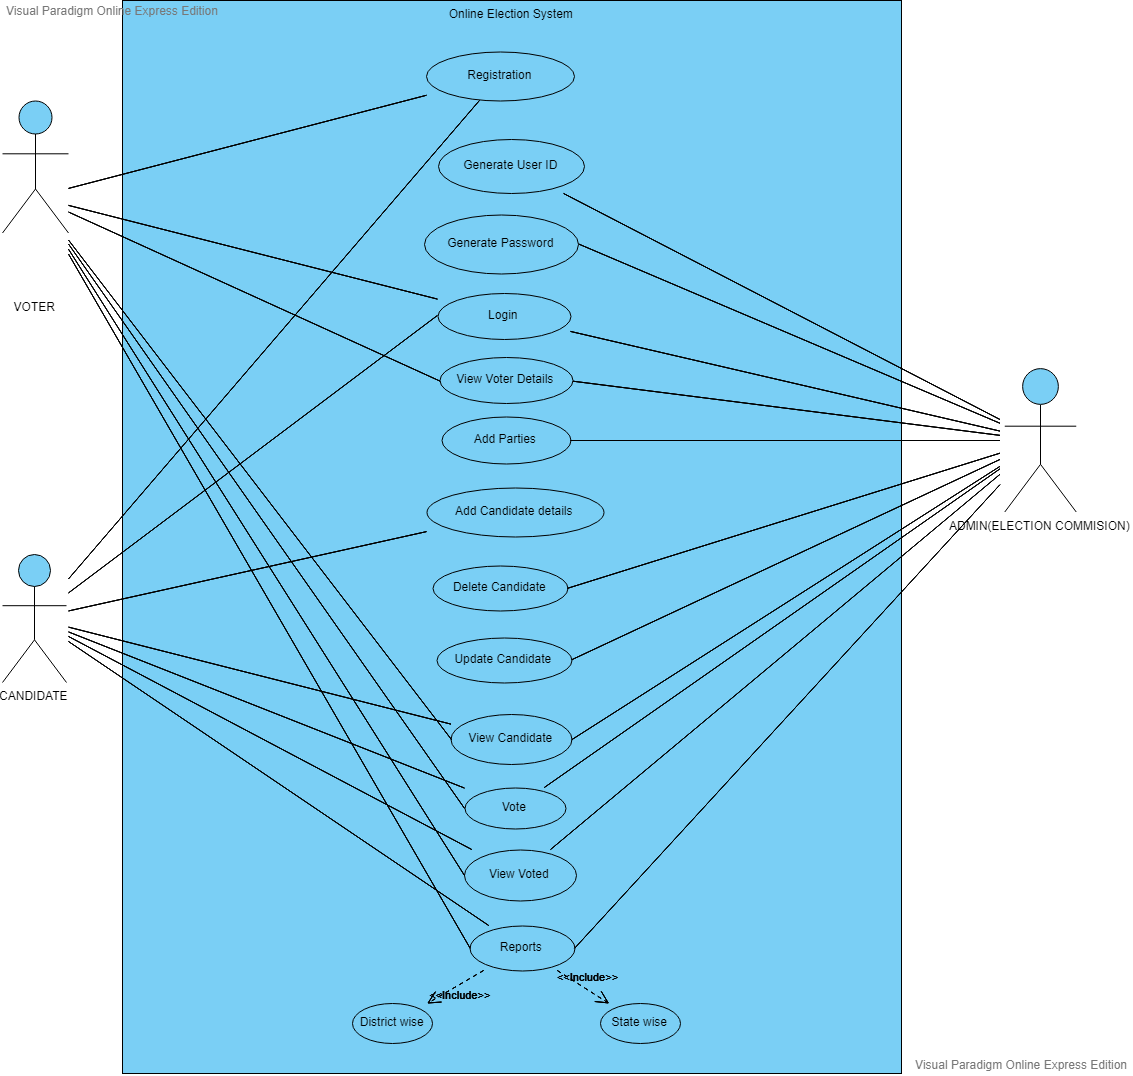 Visual Paradigm Online Express Edition
Online Election System
Registration
Generate User ID
Generate Password
VOTER
Login
View Voter Details
Add Parties
Add Candidate details
ADMIN(ELECTION COMMISION)
Delete Candidate
Update Candidate
CANDIDATE
View Candidate
Vote
View Voted
Reports
<<Include>>
<<Include>>
District wise
State wise
Visual Paradigm Online Express Edition